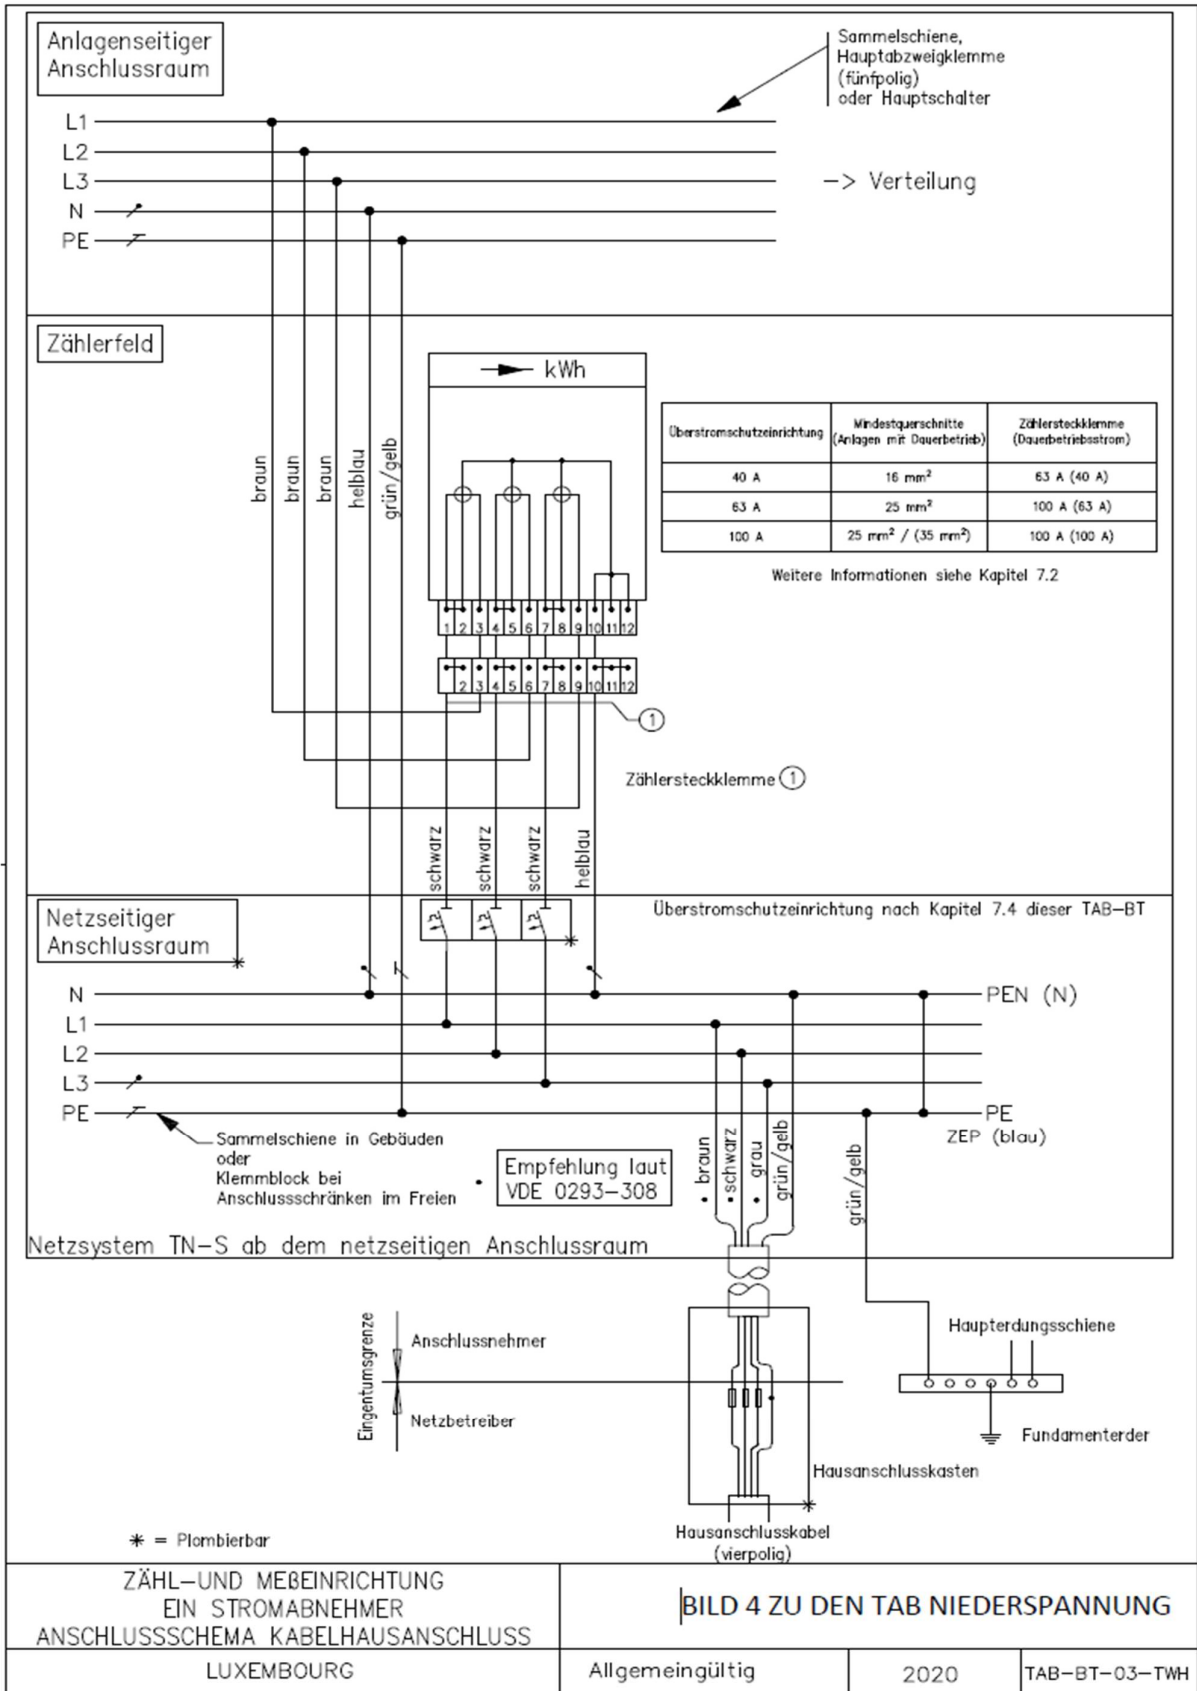 Anlagenseitiger
Anschlussraum
Sammelschiene,
Hauptabzweigklemme
(fünfpolig)
oder Hauptschalter
L1
L2
L3
N
PE
-> Verteilung
Zählerfeld
kWh
braun
braun
braun
helblau
grün/gelb
Überstromschutzeinrichtung
Mindestquerschnitte
(Anlagen mit Dauerbetrieb)
Zählersteckklemme
(Dauerbetriebsstrom)
40 A
16 mm²
63 A (40 A)
63 A
25 mm²
100 A (63 A)
100 A
25 mm² / (35 mm²)
100 A (100 A)
Weitere Informationen siehe Kapitel 7.2
1 2 3 4 5 6 7 8 9 10 11 12
2 3 4 5 6 7 8 9 10 11 12
1
Zählersteckklemme 1
schwarz
schwarz
schwarz
helblau
Netzseitiger
Anschlussraum
*
*
Überstromschutzeinrichtung nach Kapitel 7.4 dieser TAB-BT
N
PEN (N)
L1
L2
L3
PE
PE
ZEP (blau)
Sammelschiene in Gebäuden
oder
Klemmblock bei
Anschlussschränken im Freien
• Empfehlung laut
VDE 0293-308
• braun
• schwarz
• grau
grün/gelb
grün/gelb
Netzsystem TN-S ab dem netzseitigen Anschlussraum
Eingentumsgrenze
Anschlussnehmer
Netzbetreiber
Haupterdungsschiene
Fundamenterder
Hausanschlusskasten
*
Hausanschlusskabel
(vierpolig)
* = Plombierbar
ZÄHL-UND MEßEINRICHTUNG
EIN STROMABNEHMER
ANSCHLUSSSCHEMA KABELHAUSANSCHLUSS
BILD 4 ZU DEN TAB NIEDERSPANNUNG
LUXEMBOURG
Allgemeingültig
2020
TAB-BT-03-TWH